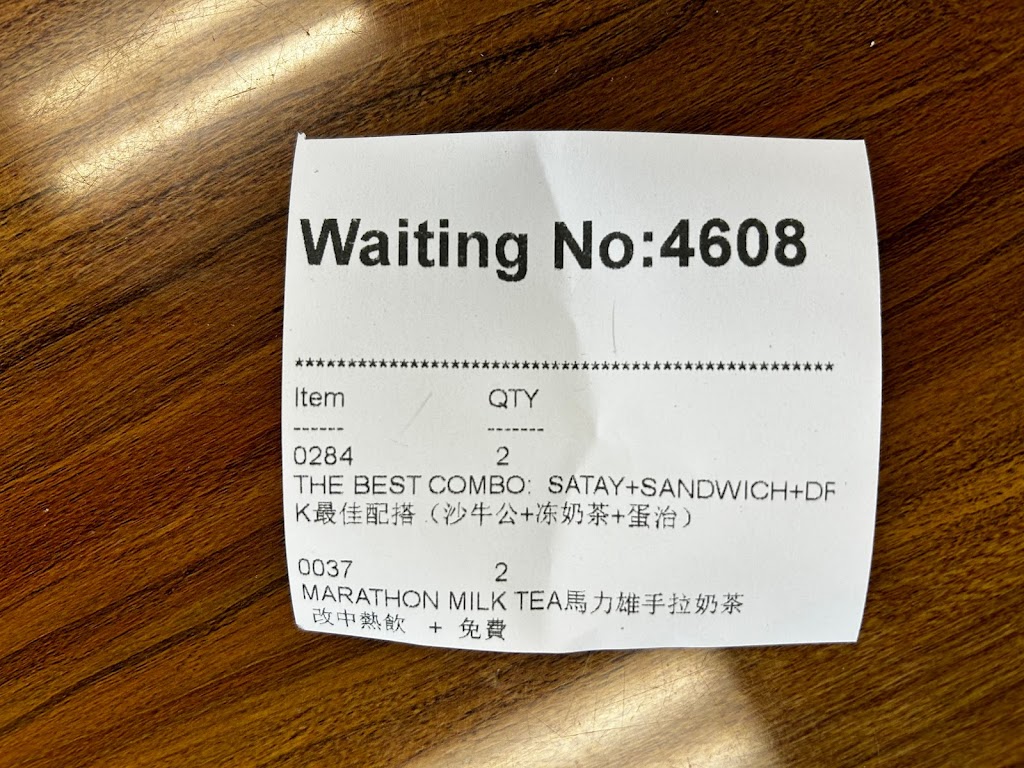 Waiting No:4608
***************************************************
Item QTY
------ -------
0284 2
THE BEST COMBO: SATAY+SANDWICH+DR
K最佳配搭（沙牛公+冻奶茶+蛋治）
0037 2
MARATHON MILK TEA馬力雄手拉奶茶
改中熱飲 + 免費